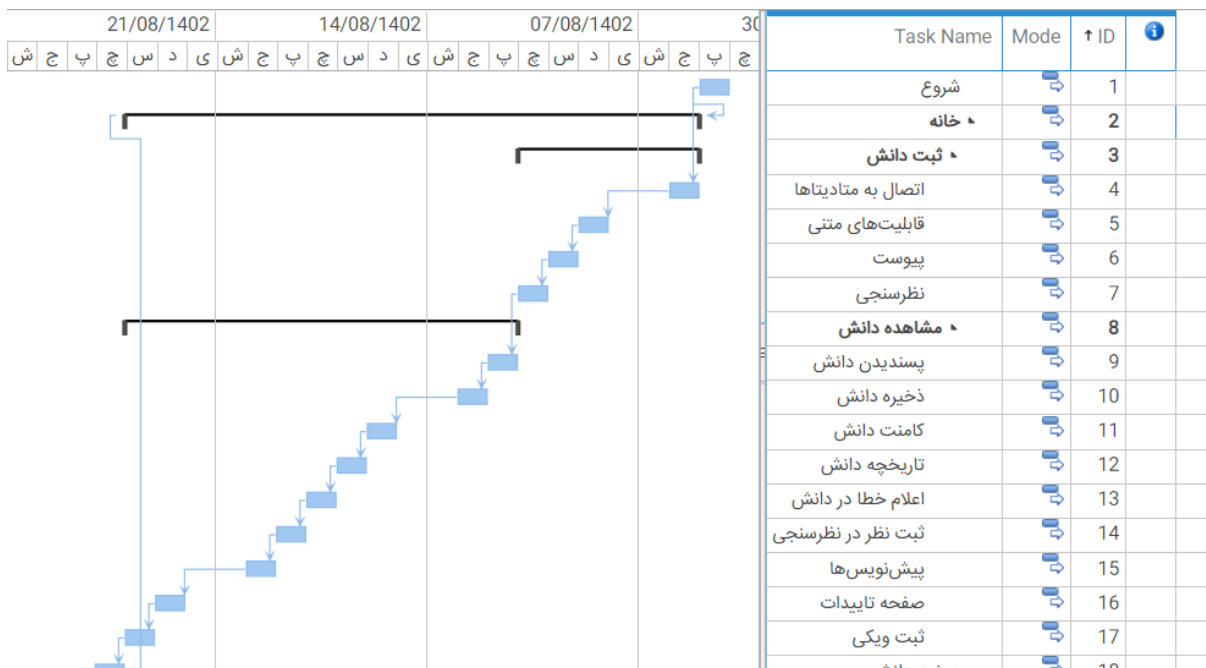 ID Mode Task Name
30 07/08/1402 14/08/1402 21/08/1402
چ پ ج ش ی د س چ پ ج ش ی د س چ پ ج ش ی د س چ پ ج ش
1 شروع
2 خانه
3 ثبت دانش
4 اتصال به متادیتاها
5 قابلیت‌های متنی
6 پیوست
7 نظرسنجی
8 مشاهده دانش
9 پسندیدن دانش
10 ذخیره دانش
11 کامنت دانش
12 تاریخچه دانش
13 اعلام خطا در دانش
14 ثبت نظر در نظرسنجی
15 پیش‌نویس‌ها
16 صفحه تاییدات
17 ثبت ویکی